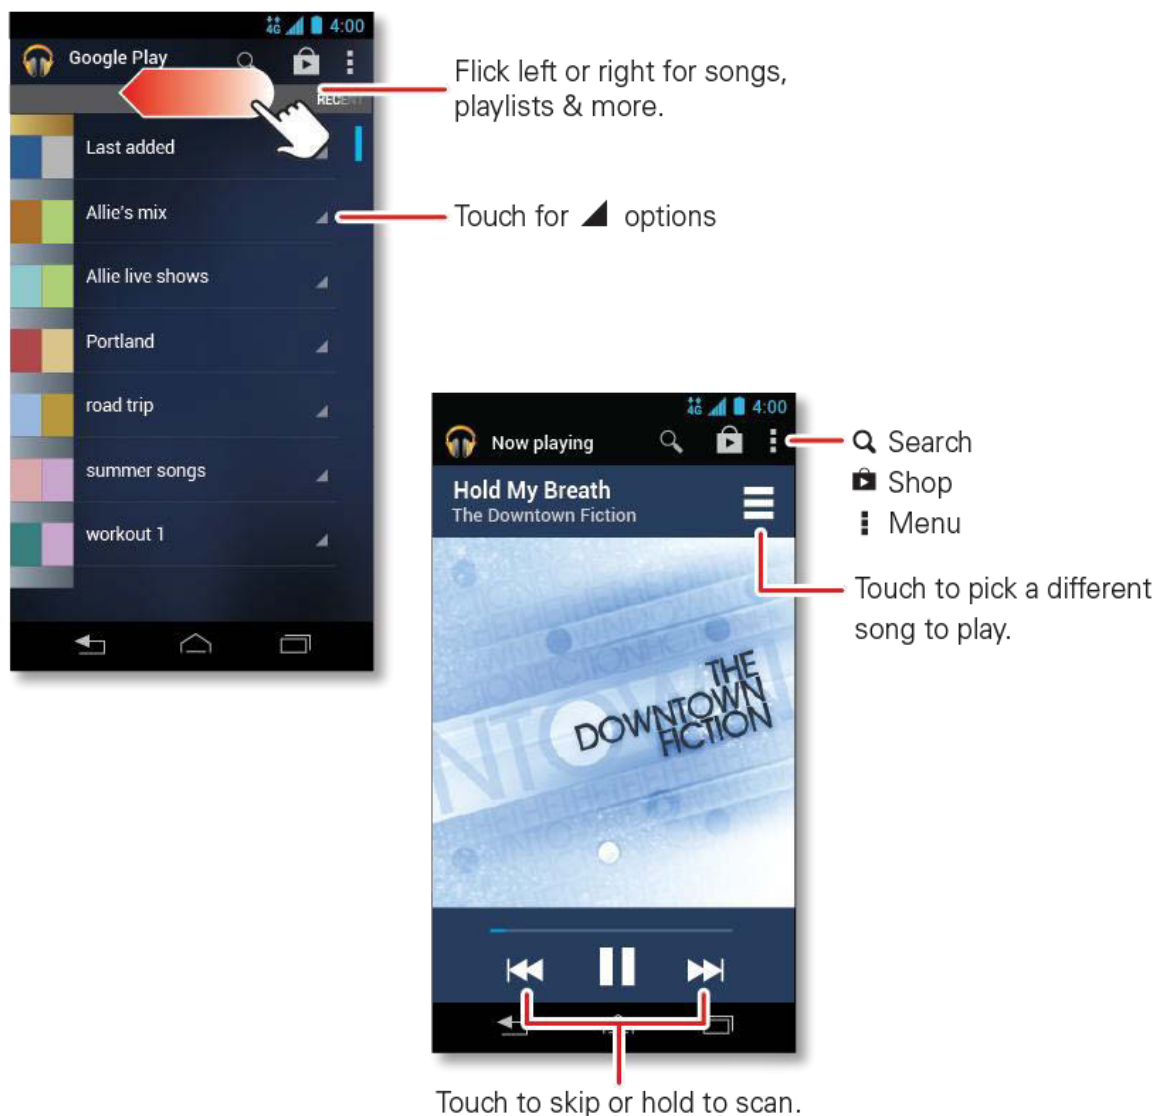 4G 4:00
Google Play
RECENT
Flick left or right for songs,
playlists & more.
Last added
Allie's mix
Touch for options
Allie live shows
Portland
road trip
summer songs
workout 1
4G 4:00
Now playing
Search
Shop
Menu
Hold My Breath
The Downtown Fiction
Touch to pick a different
song to play.
THE
DOWNTOWN
FICTION
Touch to skip or hold to scan.